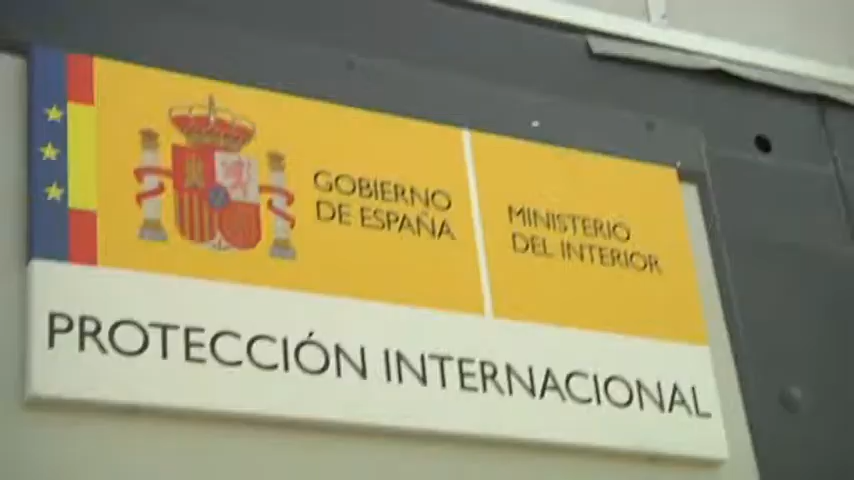 GOBIERNO
DE ESPAÑA
MINISTERIO
DEL INTERIOR
PROTECCIÓN INTERNACIONAL